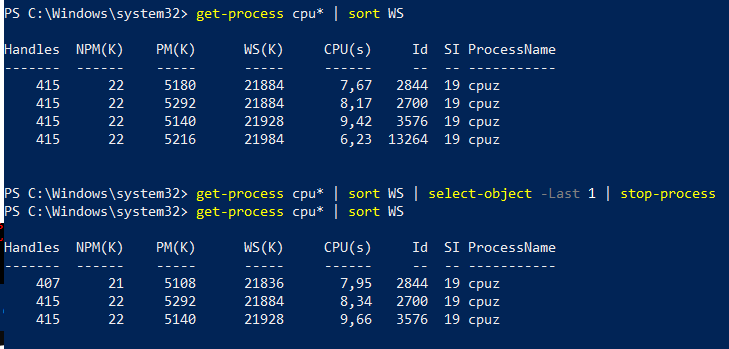 PS C:\Windows\system32> get-process cpu* | sort WS
Handles  NPM(K)    PM(K)      WS(K)     CPU(s)     Id  SI ProcessName
-------  ------    -----      -----     ------     --  -- -----------
    415      22     5180      21884       7,67   2844  19 cpuz
    415      22     5292      21884       8,17   2700  19 cpuz
    415      22     5140      21928       9,42   3576  19 cpuz
    415      22     5216      21984       6,23  13264  19 cpuz
PS C:\Windows\system32> get-process cpu* | sort WS | select-object -Last 1 | stop-process
PS C:\Windows\system32> get-process cpu* | sort WS
Handles  NPM(K)    PM(K)      WS(K)     CPU(s)     Id  SI ProcessName
-------  ------    -----      -----     ------     --  -- -----------
    407      21     5108      21836       7,95   2844  19 cpuz
    415      22     5292      21884       8,34   2700  19 cpuz
    415      22     5140      21928       9,66   3576  19 cpuz